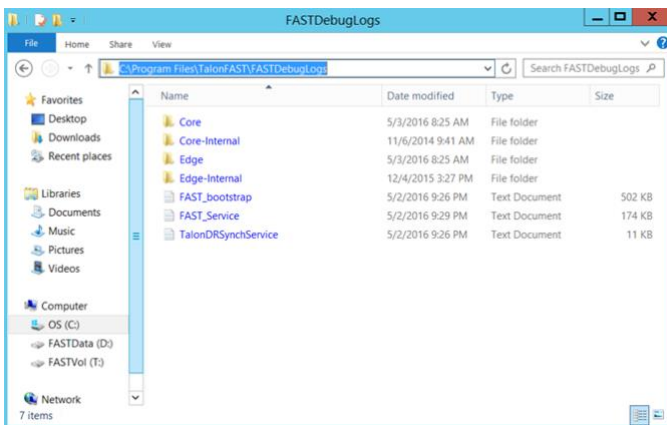 FASTDebugLogs
File Home Share View
C:\Program Files\TalonFAST\FASTDebugLogs Search FASTDebugLogs
Favorites
Desktop
Downloads
Recent places
Libraries
Documents
Music
Pictures
Videos
Computer
OS (C:)
FASTData (D:)
FASTVol (T:)
Network
Name Date modified Type Size
Core 5/3/2016 8:25 AM File folder
Core-Internal 11/6/2014 9:41 AM File folder
Edge 5/3/2016 8:25 AM File folder
Edge-Internal 12/4/2015 3:27 PM File folder
FAST_bootstrap 5/2/2016 9:26 PM Text Document 502 KB
FAST_Service 5/2/2016 9:29 PM Text Document 174 KB
TalonDRSynchService 5/2/2016 9:26 PM Text Document 11 KB
7 items